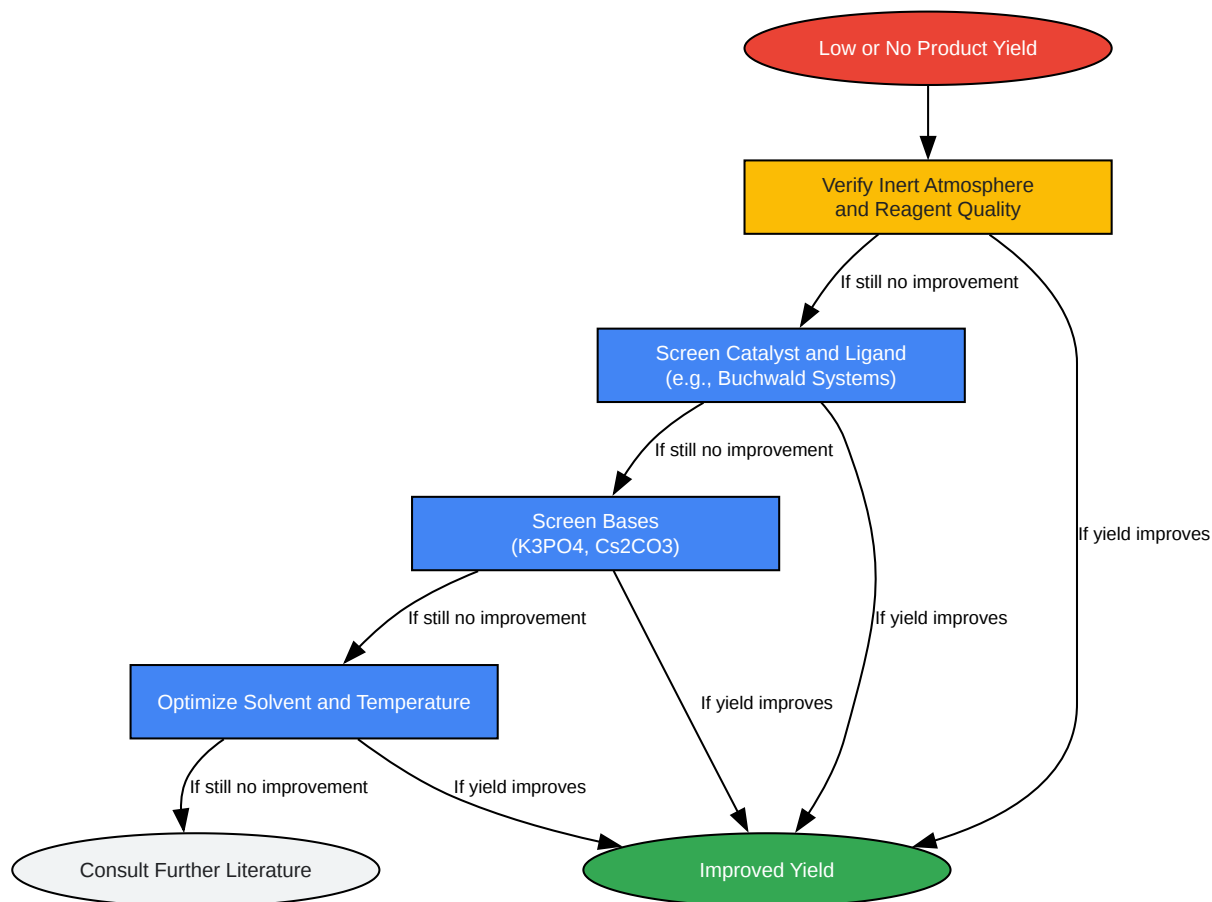 Low or No Product Yield
Verify Inert Atmosphere
and Reagent Quality
If still no improvement
Screen Catalyst and Ligand
(e.g., Buchwald Systems)
If still no improvement
Screen Bases
(K3PO4, Cs2CO3)
If yield improves
If still no improvement
If yield improves
Optimize Solvent and Temperature
If yield improves
If still no improvement
If yield improves
Consult Further Literature
Improved Yield